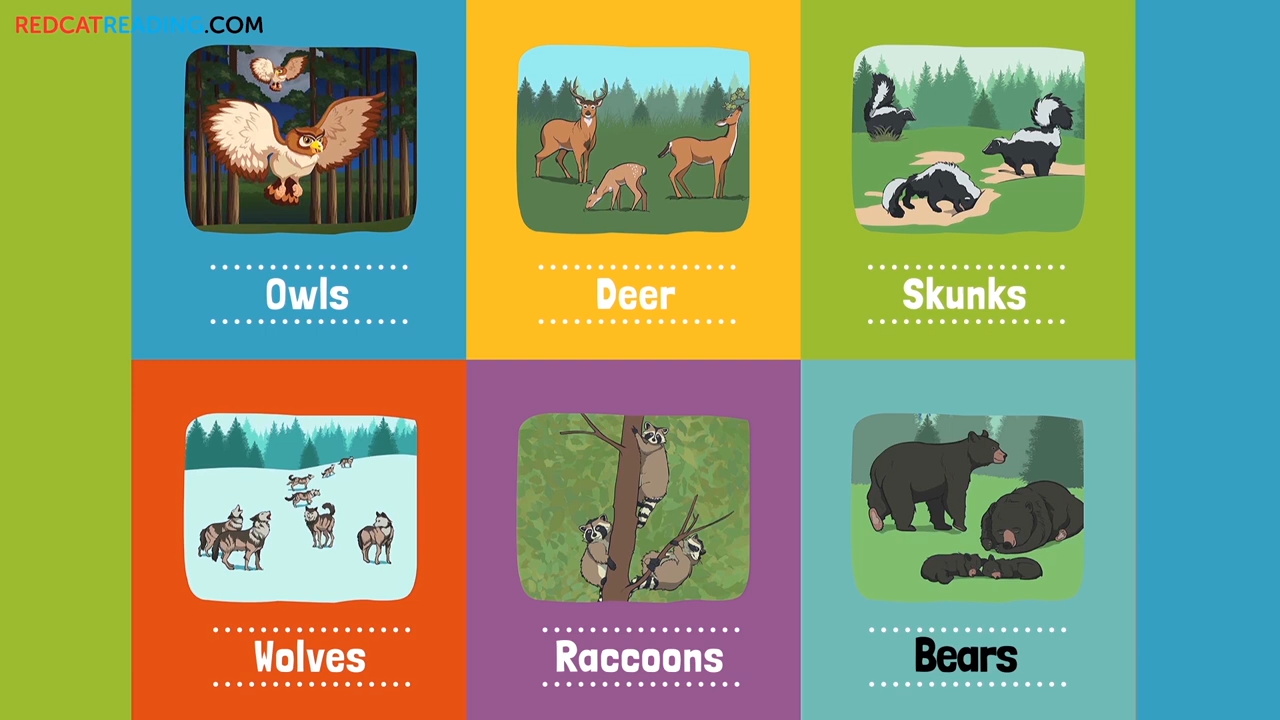 REDCATREADING.COM
Owls
Deer
Skunks
Wolves
Raccoons
Bears